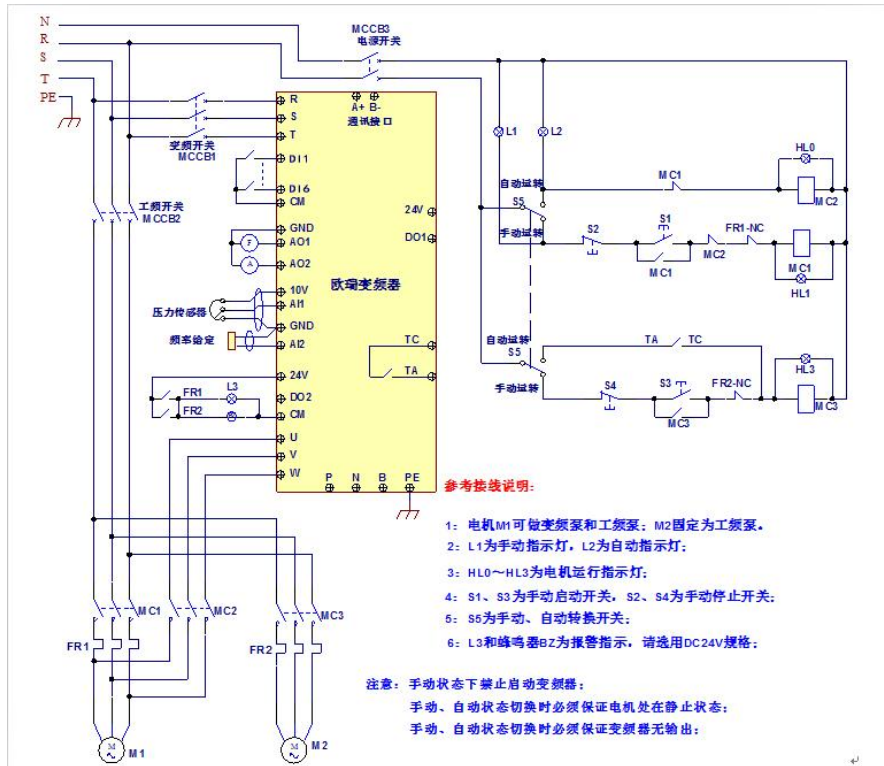 N
R
S
T
PE
MCCB3
电源开关
变频开关
MCCB1
工频开关
MCCB2
R
S
T
DI1
DI6
CM
GND
AO1
AO2
10V
AI1
GND
AI2
24V
DO2
CM
U
V
W
A+ B-
通讯接口
欧瑞变频器
24V
DO1
TC
TA
P N B PE
F
A
压力传感器
频率给定
FR1
L3
FR2
L1
L2
自动运转
S5
手动运转
MC1
HL0
MC2
S2
S1
MC1
MC2
FR1-NC
MC1
HL1
自动运转
S5
手动运转
TA TC
S4
S3
MC3
FR2-NC
HL3
MC3
MC1
MC2
MC3
FR1
FR2
M
M1
M
M2
参考接线说明:
1: 电机M1可做变频泵和工频泵; M2固定为工频泵。
2: L1为手动指示灯, L2为自动指示灯;
3: HL0~HL3为电机运行指示灯;
4: S1、S3为手动启动开关, S2、S4为手动停止开关;
5: S5为手动、自动转换开关;
6: L3和蜂鸣器BZ为报警指示, 请选用DC24V规格;
注意: 手动状态下禁止启动变频器;
手动、自动状态切换时必须保证电机处在静止状态;
手动、自动状态切换时必须保证变频器无输出;